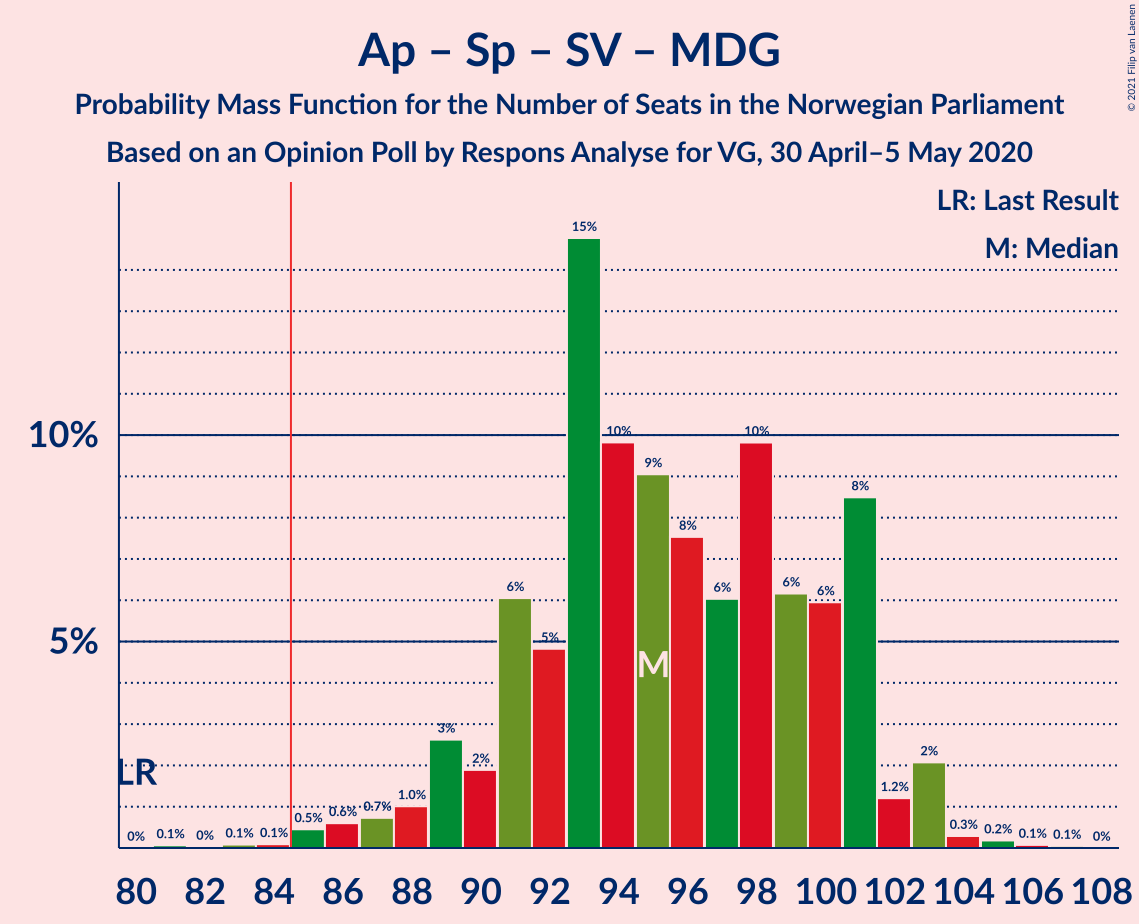 Ap – Sp – SV – MDG
Probability Mass Function for the Number of Seats in the Norwegian Parliament
Based on an Opinion Poll by Respons Analyse for VG, 30 April–5 May 2020
© 2021 Filip van Laenen
LR: Last Result
M: Median
15%
10% 10% 10%
9%
8% 8%
6% 6% 6% 6%
5% 5%
M
3%
2% 2%
LR
1.0% 1.2%
0% 0.1% 0% 0.1% 0.1% 0.5% 0.6% 0.7% 0.3% 0.2% 0.1% 0.1% 0%
80 82 84 86 88 90 92 94 96 98 100 102 104 106 108